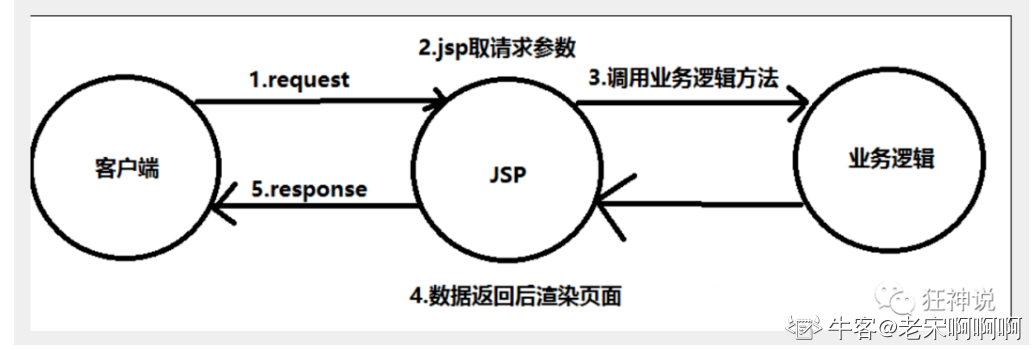 2.jsp取请求参数
1.request
3.调用业务逻辑方法
客户端
JSP
业务逻辑
5.response
4.数据返回后渲染页面
狂神说
牛客@老宋啊啊啊